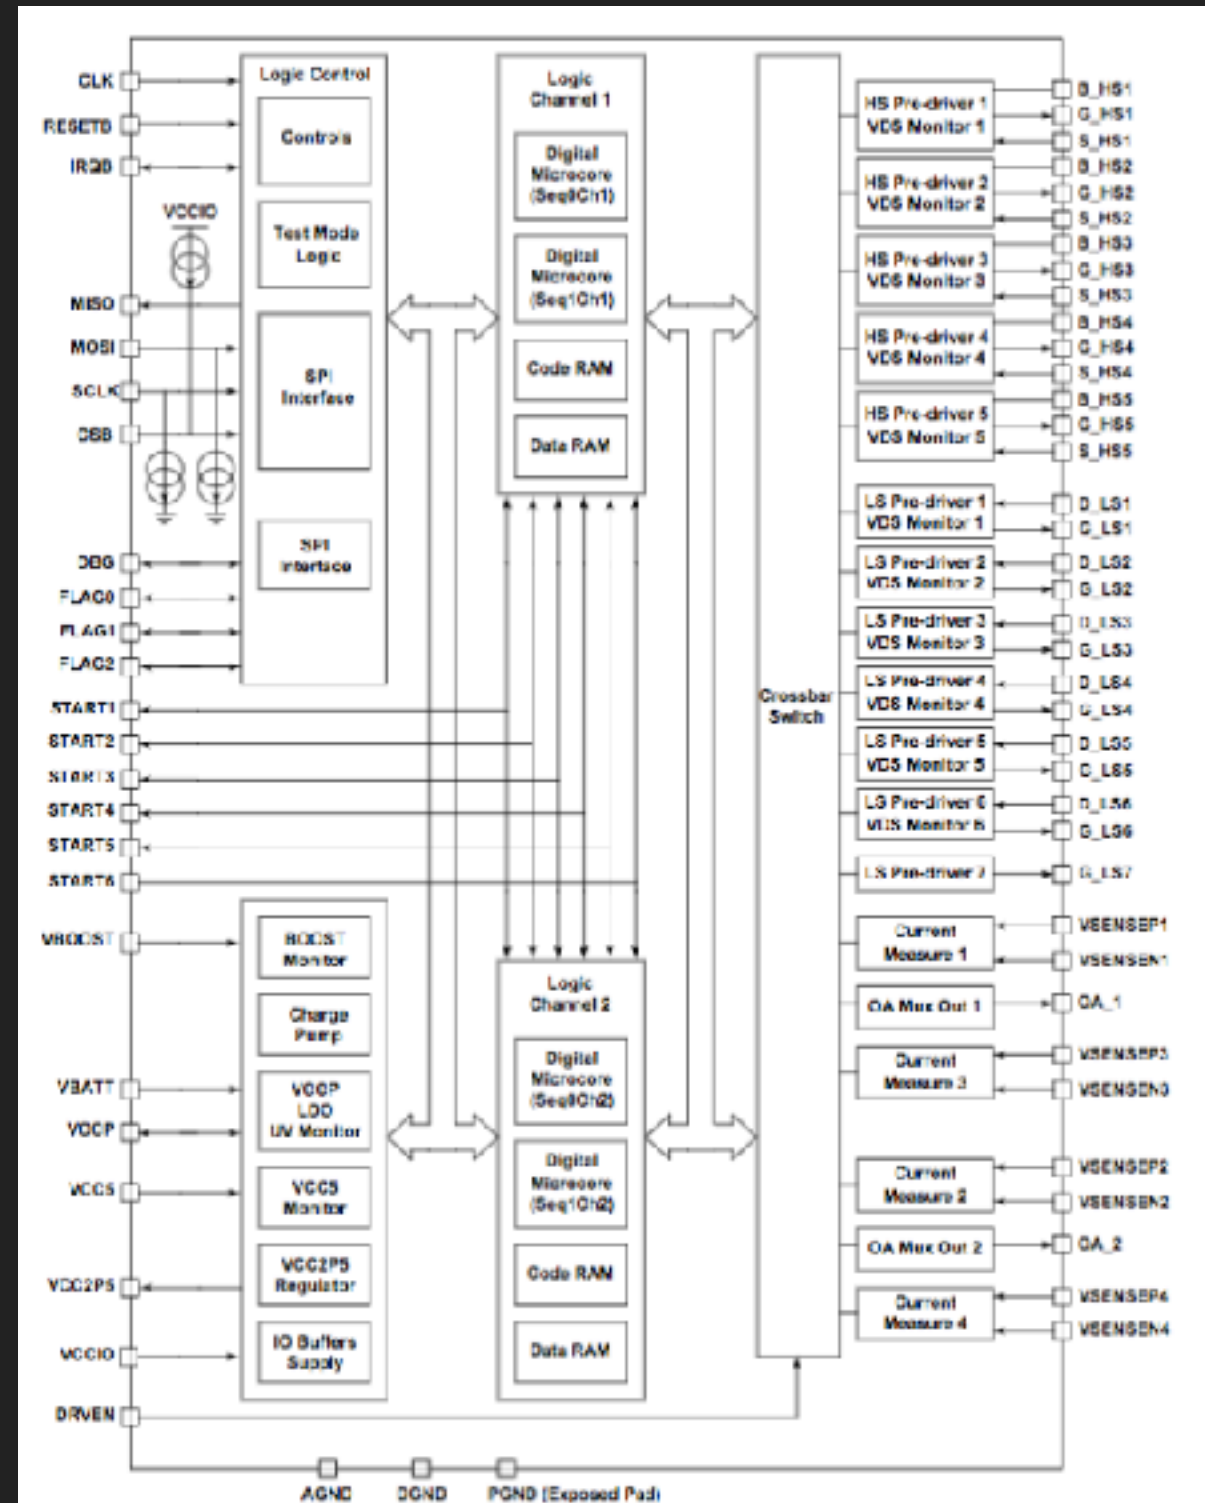 CLK
RESETB
IRQB
VCCIO
MISO
MOSI
SCLK
CSB
DBG
FLAG0
FLAG1
FLAG2
START1
START2
START3
START4
START5
START6
VBOOST
VBATT
VCCP
VCC5
VCC2P5
VCCIO
DRVEN
Logic Control
Controls
Test Mode
Logic
SPI
Interface
SPI
Interface
BOOST
Monitor
Charge
Pump
VCCP
LDO
UV Monitor
VCC5
Monitor
VCC2P5
Regulator
IO Buffers
Supply
Logic
Channel 1
Digital
Microcore
(Seq0Ch1)
Digital
Microcore
(Seq1Ch1)
Code RAM
Data RAM
Logic
Channel 2
Digital
Microcore
(Seq0Ch2)
Digital
Microcore
(Seq1Ch2)
Code RAM
Data RAM
Crossbar
Switch
HS Pre-driver 1
VDS Monitor 1
HS Pre-driver 2
VDS Monitor 2
HS Pre-driver 3
VDS Monitor 3
HS Pre-driver 4
VDS Monitor 4
HS Pre-driver 5
VDS Monitor 5
LS Pre-driver 1
VDS Monitor 1
LS Pre-driver 2
VDS Monitor 2
LS Pre-driver 3
VDS Monitor 3
LS Pre-driver 4
VDS Monitor 4
LS Pre-driver 5
VDS Monitor 5
LS Pre-driver 6
VDS Monitor 6
LS Pre-driver 7
Current
Measure 1
OA Mux Out 1
Current
Measure 3
Current
Measure 2
OA Mux Out 2
Current
Measure 4
B_HS1
G_HS1
S_HS1
B_HS2
G_HS2
S_HS2
B_HS3
G_HS3
S_HS3
B_HS4
G_HS4
S_HS4
B_HS5
G_HS5
S_HS5
D_LS1
G_LS1
D_LS2
G_LS2
D_LS3
G_LS3
D_LS4
G_LS4
D_LS5
G_LS5
D_LS6
G_LS6
G_LS7
VSENSEP1
VSENSEN1
OA_1
VSENSEP3
VSENSEN3
VSENSEP2
VSENSEN2
OA_2
VSENSEP4
VSENSEN4
AGND
DGND
PGND (Exposed Pad)